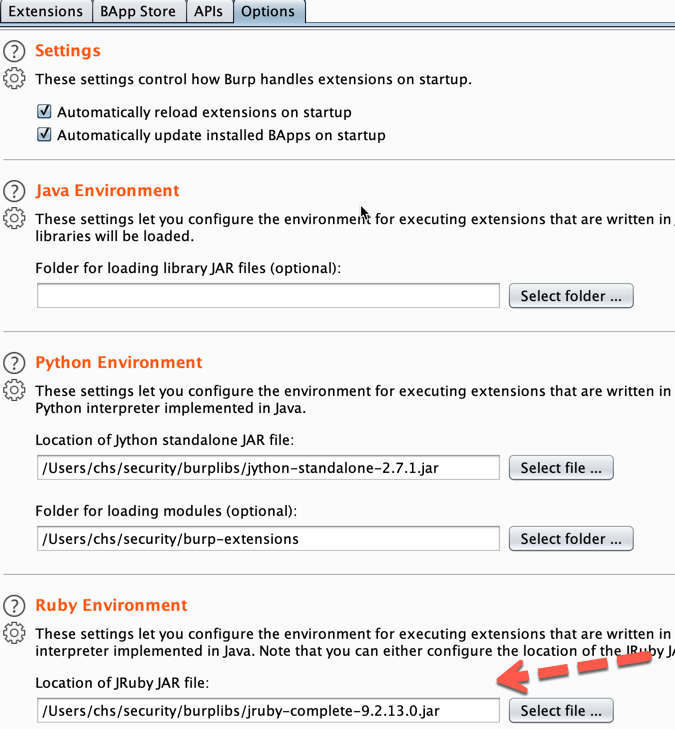 Extensions BApp Store APIs Options
Settings
These settings control how Burp handles extensions on startup.
Automatically reload extensions on startup
Automatically update installed BApps on startup
Java Environment
These settings let you configure the environment for executing extensions that are written in
libraries will be loaded.
Folder for loading library JAR files (optional):
Select folder ...
Python Environment
These settings let you configure the environment for executing extensions that are written in
Python interpreter implemented in Java.
Location of Jython standalone JAR file:
/Users/chs/security/burplibs/jython-standalone-2.7.1.jar Select file ...
Folder for loading modules (optional):
/Users/chs/security/burp-extensions Select folder ...
Ruby Environment
These settings let you configure the environment for executing extensions that are written in
interpreter implemented in Java. Note that you can either configure the location of the JRuby
Location of JRuby JAR file:
/Users/chs/security/burplibs/jruby-complete-9.2.13.0.jar Select file ...